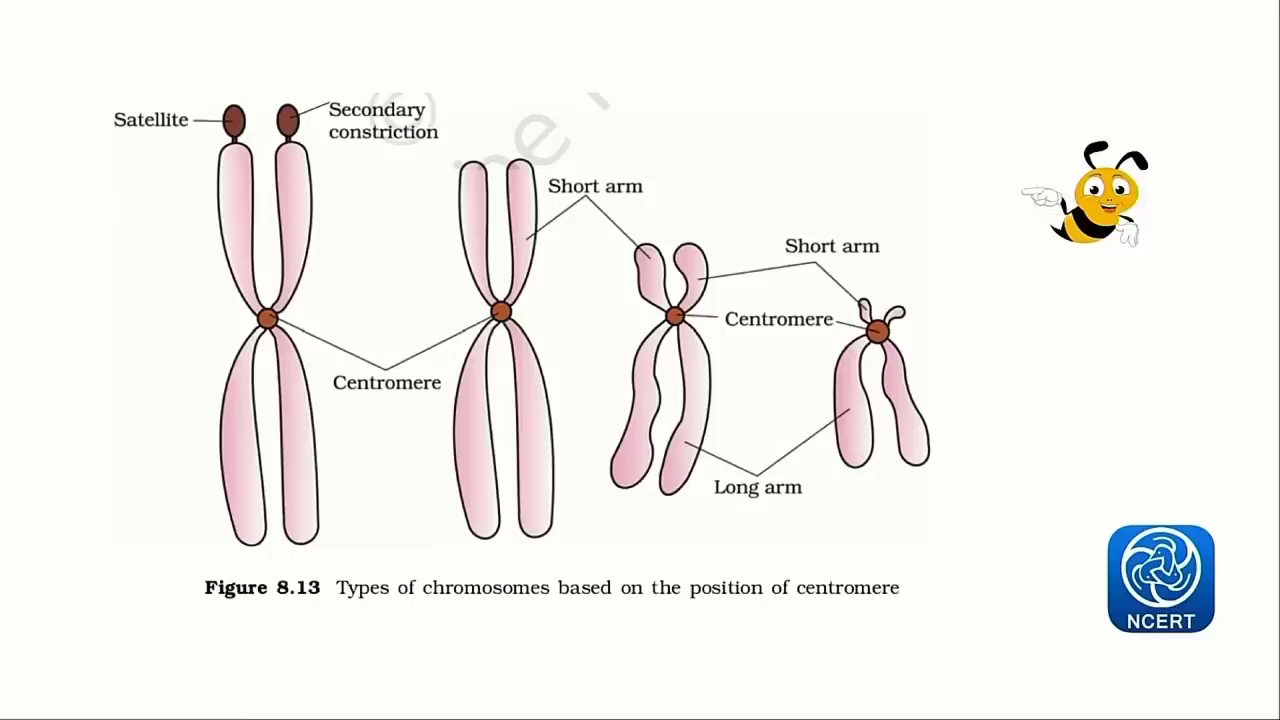 Satellite
Secondary
constriction
Short arm
Short arm
Centromere
Centromere
Long arm
Figure 8.13 Types of chromosomes based on the position of centromere
NCERT